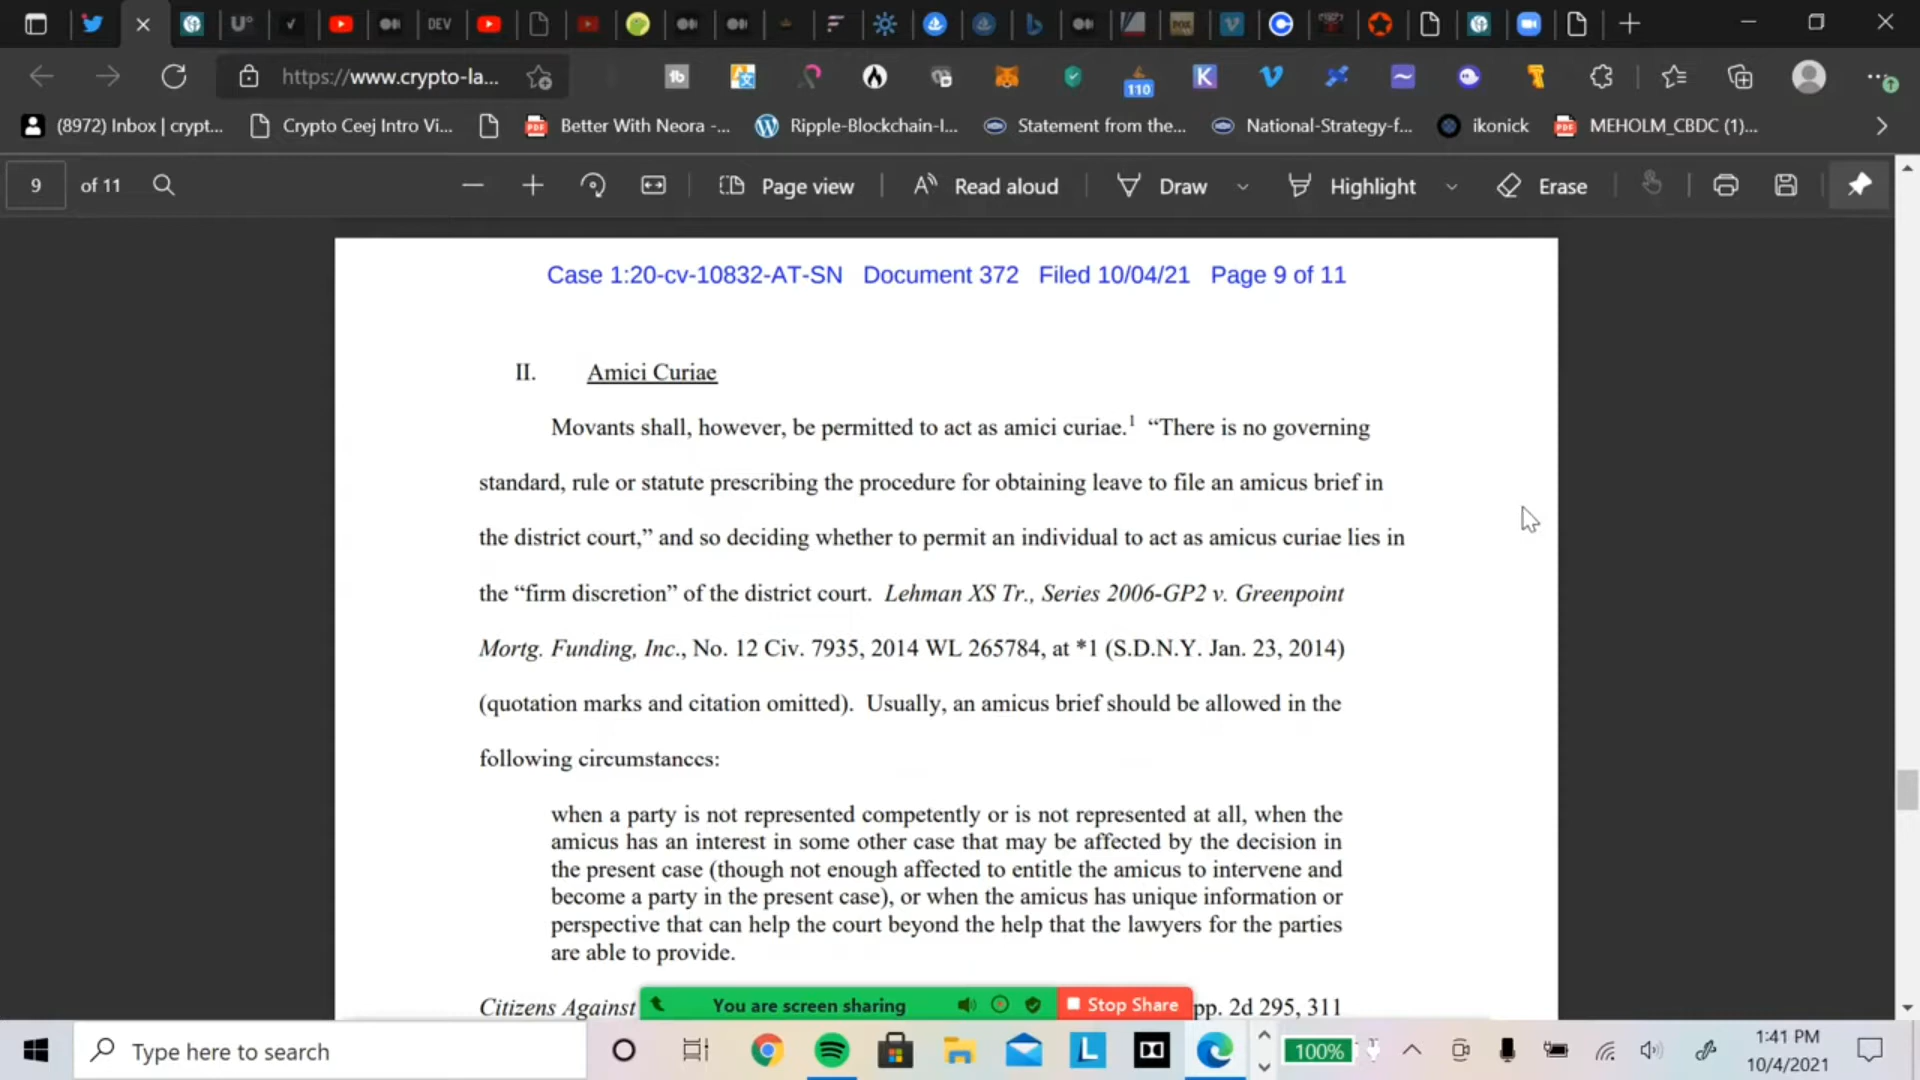 DEV
https://www.crypto-la...
110
(8972) Inbox | crypt...
Crypto Ceej Intro Vi...
Better With Neora -...
Ripple-Blockchain-I...
Statement from the...
National-Strategy-f...
ikonick
MEHOLM_CBDC (1)...
9 of 11
Page view
Read aloud
Draw
Highlight
Erase
Case 1:20-cv-10832-AT-SN Document 372 Filed 10/04/21 Page 9 of 11
II. Amici Curiae
Movants shall, however, be permitted to act as amici curiae.1 “There is no governing
standard, rule or statute prescribing the procedure for obtaining leave to file an amicus brief in
the district court,” and so deciding whether to permit an individual to act as amicus curiae lies in
the “firm discretion” of the district court. Lehman XS Tr., Series 2006-GP2 v. Greenpoint
Mortg. Funding, Inc., No. 12 Civ. 7935, 2014 WL 265784, at *1 (S.D.N.Y. Jan. 23, 2014)
(quotation marks and citation omitted). Usually, an amicus brief should be allowed in the
following circumstances:
when a party is not represented competently or is not represented at all, when the
amicus has an interest in some other case that may be affected by the decision in
the present case (though not enough affected to entitle the amicus to intervene and
become a party in the present case), or when the amicus has unique information or
perspective that can help the court beyond the help that the lawyers for the parties
are able to provide.
Citizens Against
You are screen sharing
Stop Share
pp. 2d 295, 311
Type here to search
100%
1:41 PM
10/4/2021